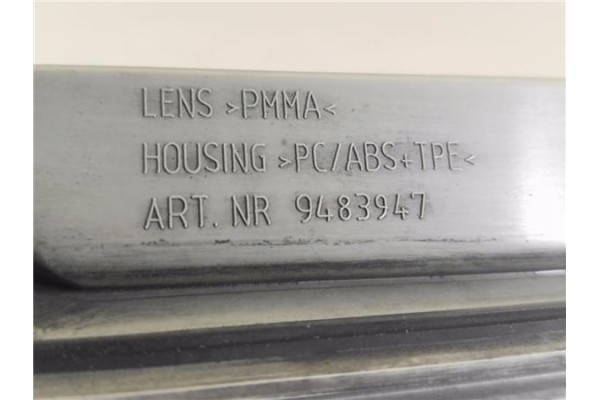 LENS >PMMA<
HOUSING >PC/ABS+TPE<
ART. NR 9483947